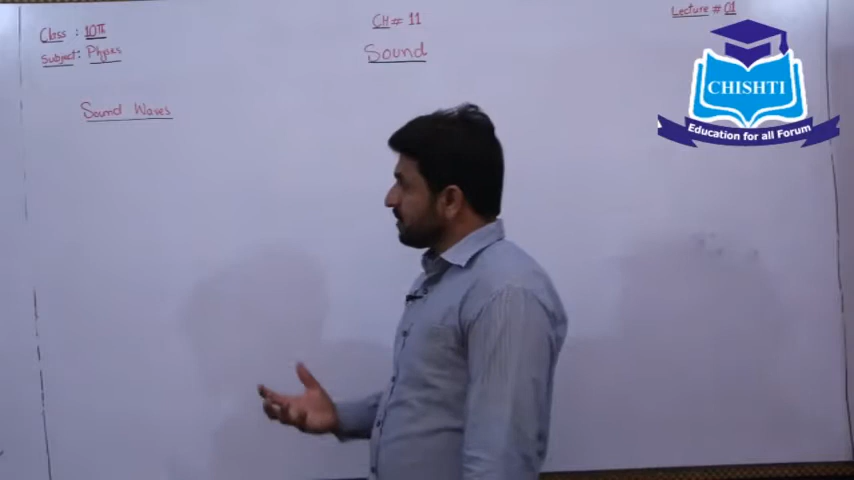 Class : 10Th
Subject : Physics
CH # 11
Sound
Lecture # 01
Sound Waves
CHISHTI
Education for all Forum